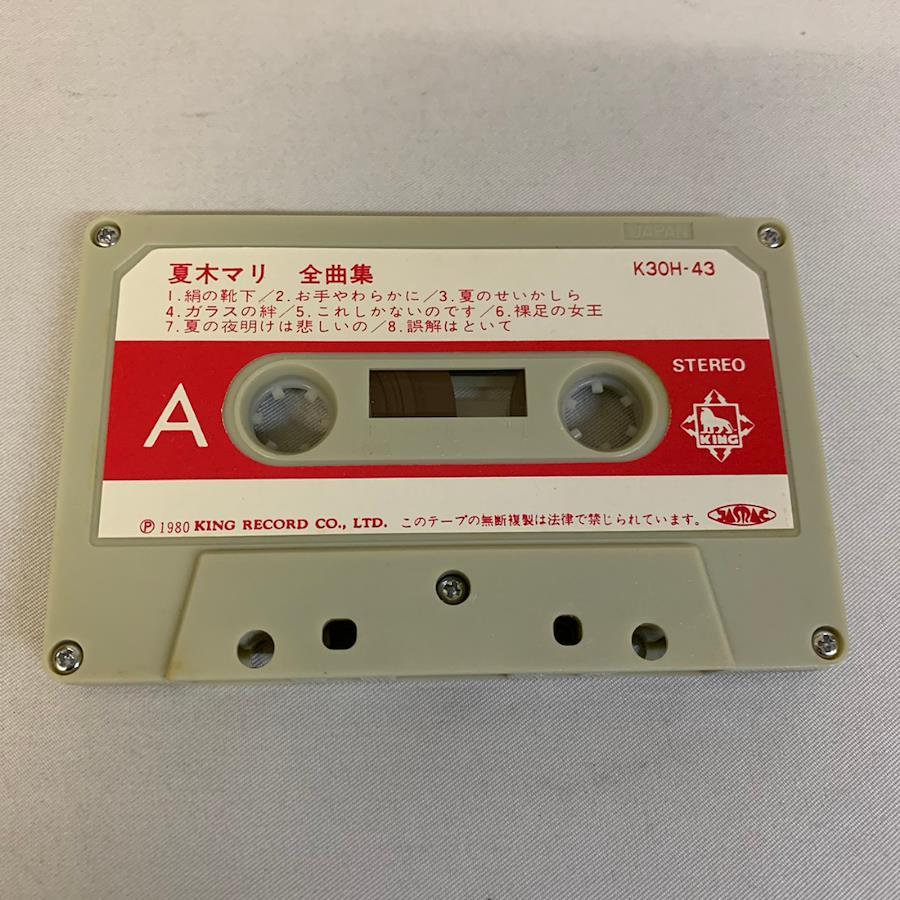 JAPAN
夏木マリ 全曲集 K30H-43
1.絹の靴下/2.お手やわらかに/3.夏のせいかしら
4.ガラスの絆/5.これしかないのです/6.裸足の女王
7.夏の夜明けは悲しいの/8.誤解はといて
STEREO
A
KING
Ⓟ1980 KING RECORD CO., LTD. このテープの無断複製は法律で禁じられています。 JASRAC